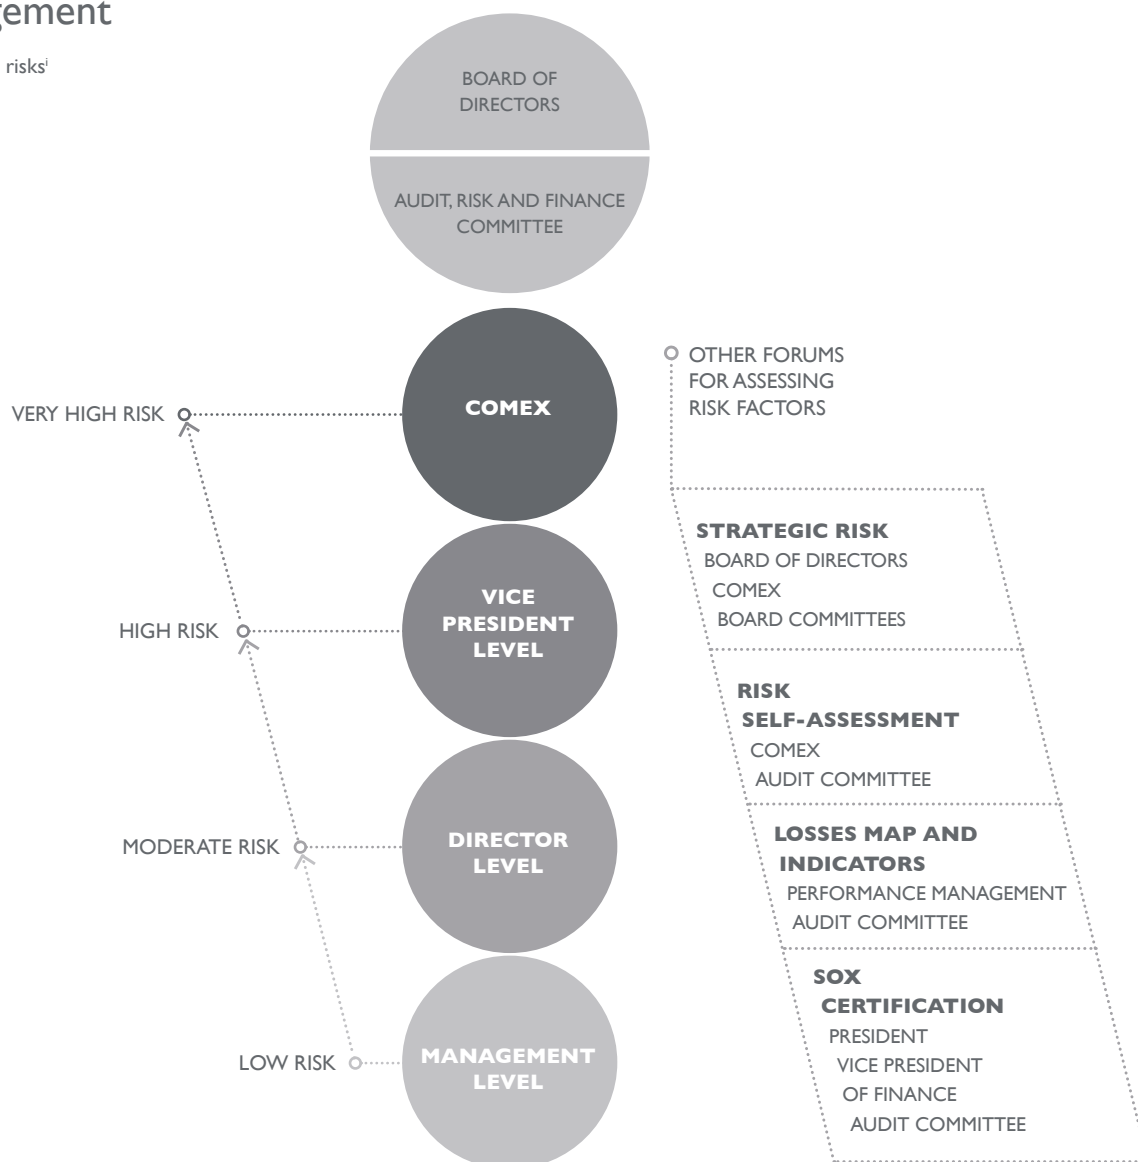 gement
risksⁱ
BOARD OF
DIRECTORS
AUDIT, RISK AND FINANCE
COMMITTEE
COMEX
VERY HIGH RISK
VICE
PRESIDENT
LEVEL
HIGH RISK
DIRECTOR
LEVEL
MODERATE RISK
MANAGEMENT
LEVEL
LOW RISK
OTHER FORUMS
FOR ASSESSING
RISK FACTORS
STRATEGIC RISK
BOARD OF DIRECTORS
COMEX
BOARD COMMITTEES
RISK
SELF-ASSESSMENT
COMEX
AUDIT COMMITTEE
LOSSES MAP AND
INDICATORS
PERFORMANCE MANAGEMENT
AUDIT COMMITTEE
SOX
CERTIFICATION
PRESIDENT
VICE PRESIDENT
OF FINANCE
AUDIT COMMITTEE